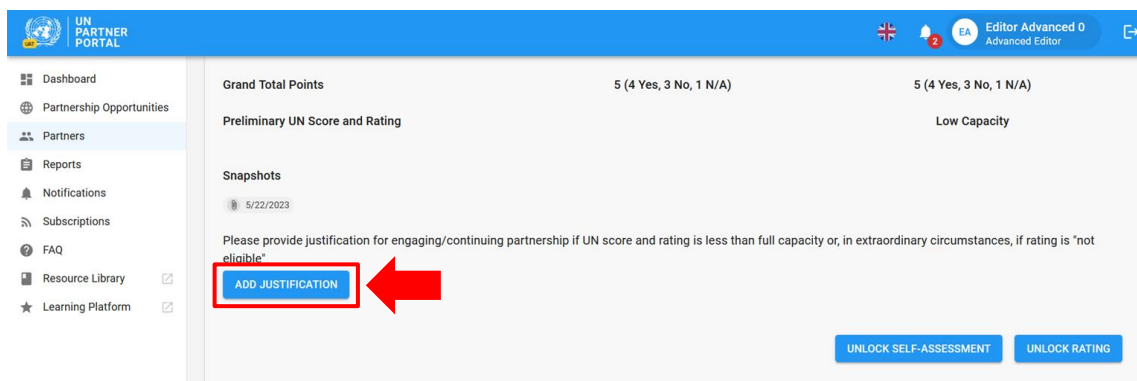 UN
PARTNER
PORTAL
UAT
2
EA
Editor Advanced 0
Advanced Editor
Dashboard
Partnership Opportunities
Partners
Reports
Notifications
Subscriptions
FAQ
Resource Library
Learning Platform
Grand Total Points 5 (4 Yes, 3 No, 1 N/A) 5 (4 Yes, 3 No, 1 N/A)
Preliminary UN Score and Rating Low Capacity
Snapshots
5/22/2023
Please provide justification for engaging/continuing partnership if UN score and rating is less than full capacity or, in extraordinary circumstances, if rating is "not
eligible"
ADD JUSTIFICATION
UNLOCK SELF-ASSESSMENT UNLOCK RATING